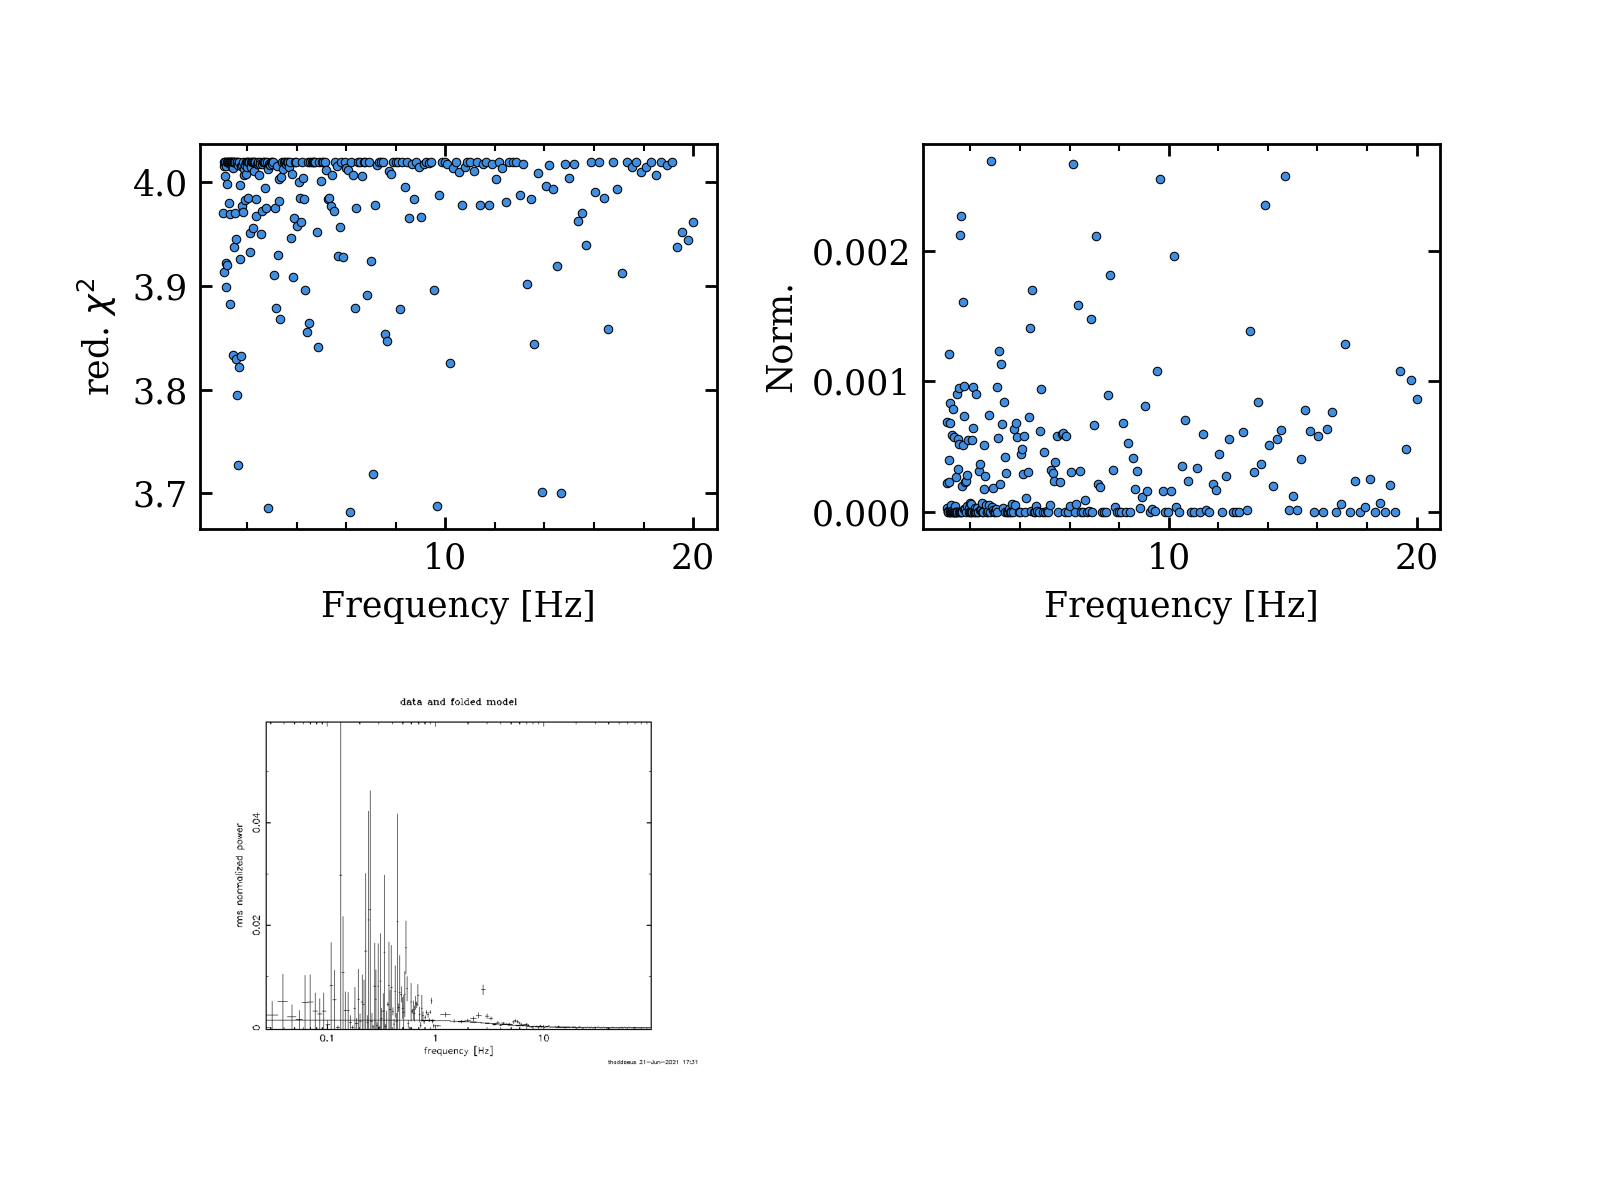 red. χ²
4.0
3.9
3.8
3.7
10
20
Frequency [Hz]
Norm.
0.002
0.001
0.000
10
20
Frequency [Hz]
data and folded model
rms normalized power
0.04
0.02
0
0.1
1
10
frequency [Hz]
thaddaeus 21-Jun-2021 17:31